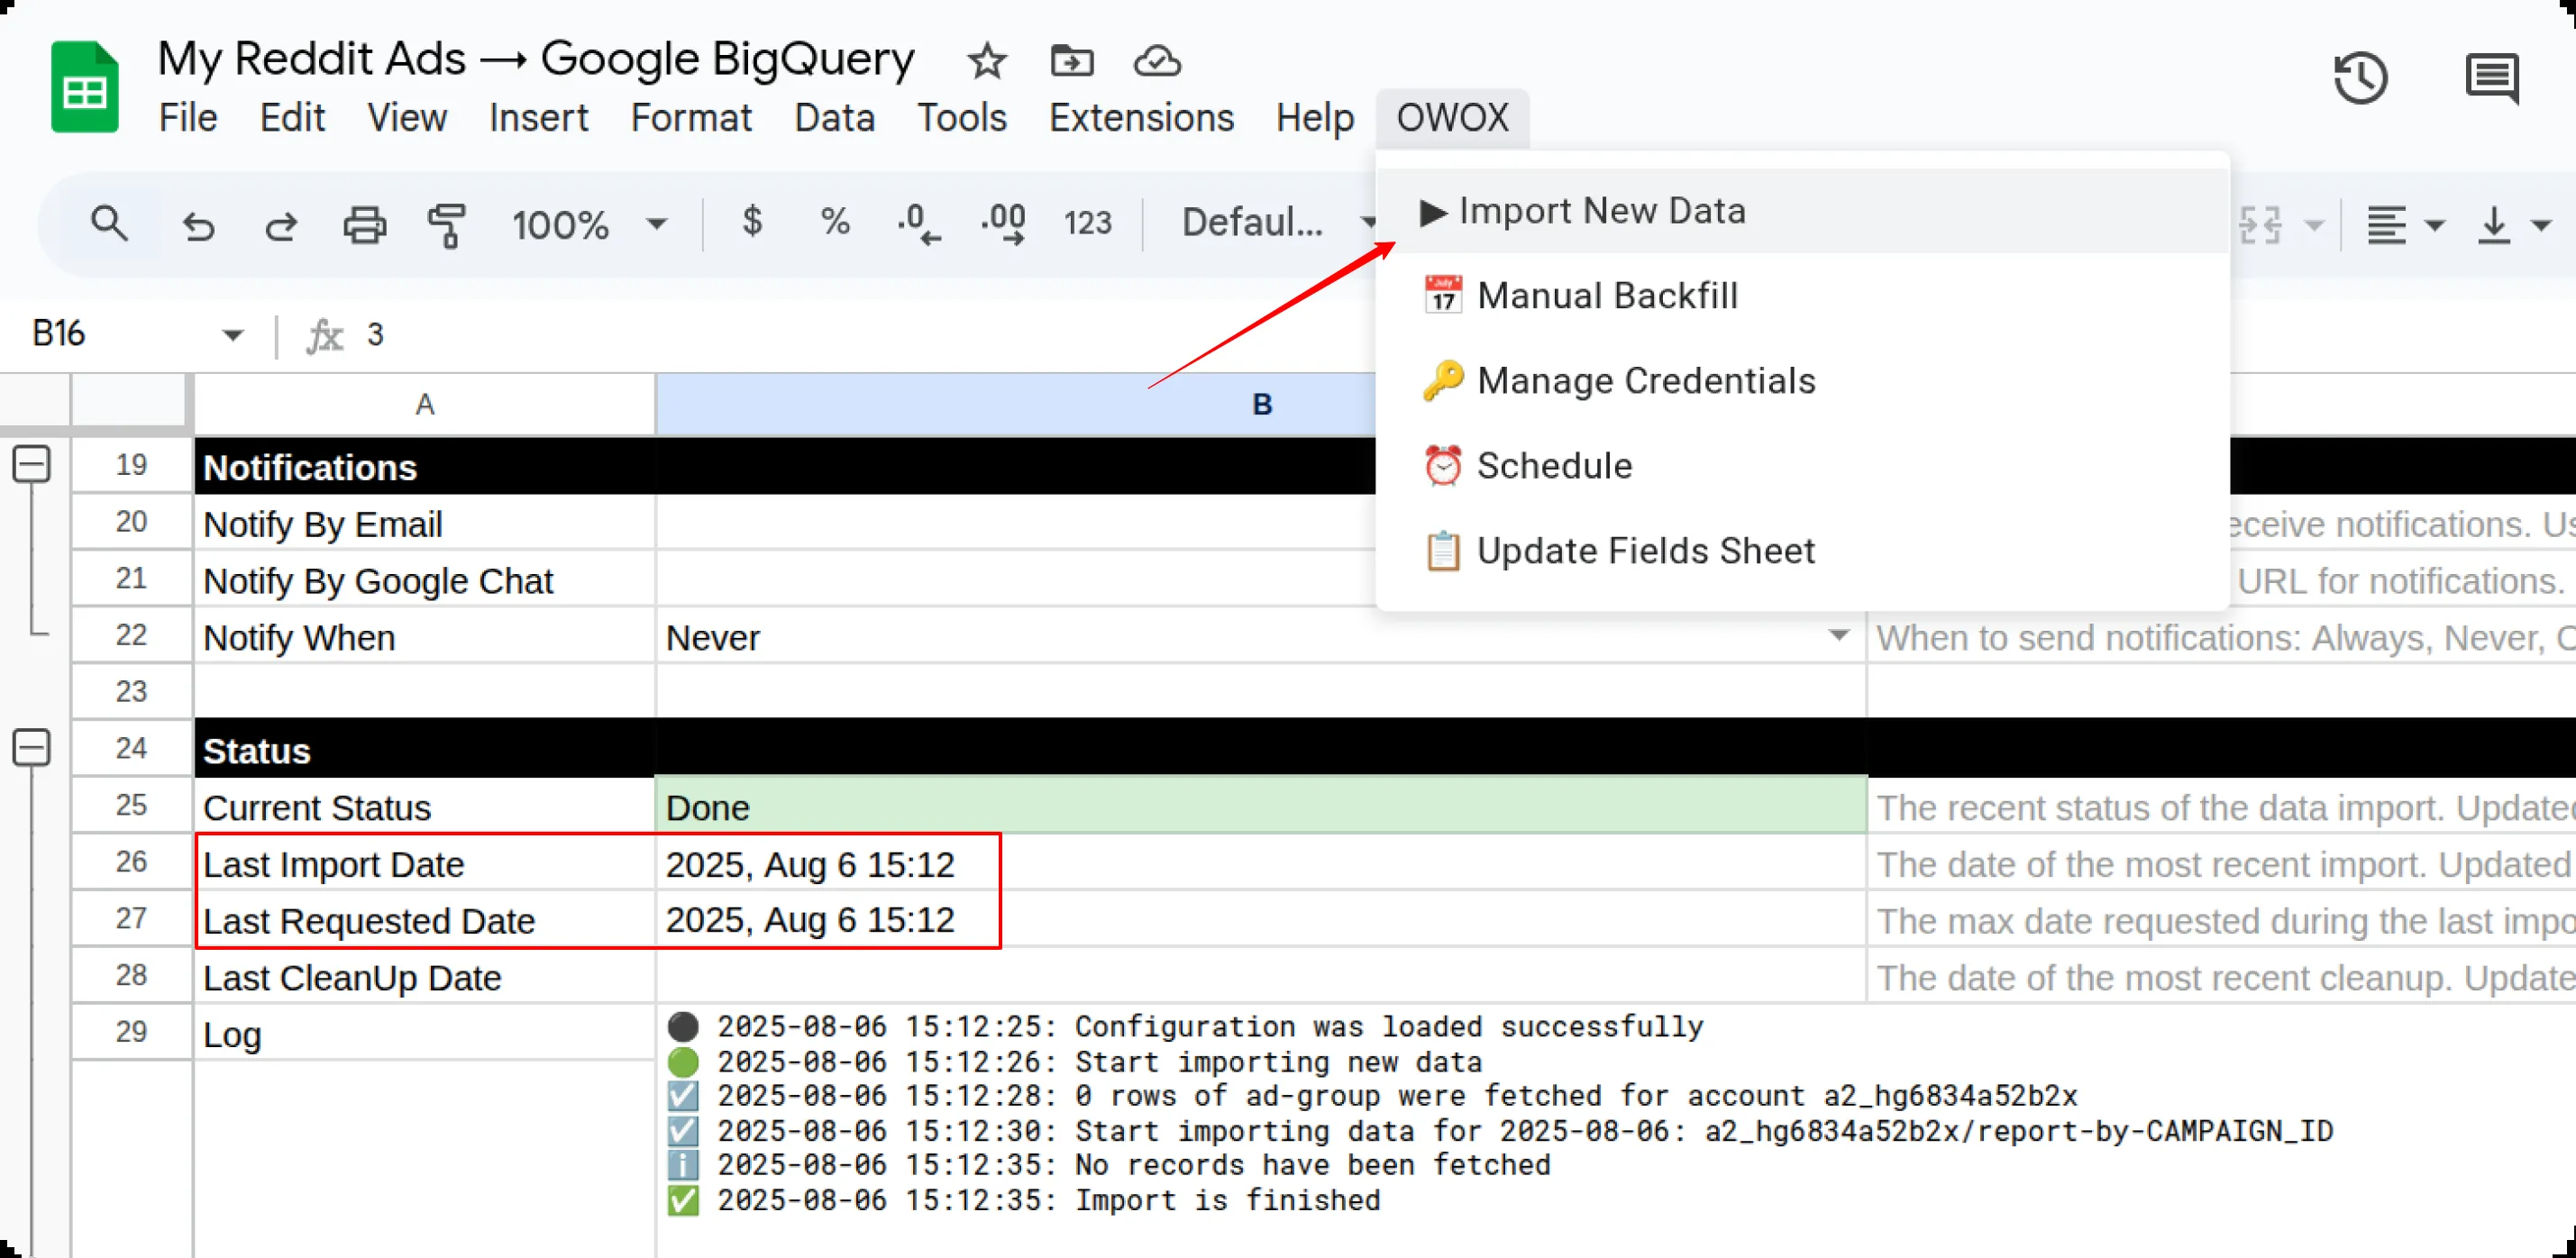 My Reddit Ads → Google BigQuery
File Edit View Insert Format Data Tools Extensions Help OWOX
100% $ % .0 .00 123 Defaul...
▶ Import New Data
July 17 Manual Backfill
Manage Credentials
Schedule
Update Fields Sheet
B16 fx 3
A B
19 Notifications
20 Notify By Email eceive notifications. Us
21 Notify By Google Chat URL for notifications.
22 Notify When Never When to send notifications: Always, Never, O
23
24 Status
25 Current Status Done The recent status of the data import. Updated
26 Last Import Date 2025, Aug 6 15:12 The date of the most recent import. Updated
27 Last Requested Date 2025, Aug 6 15:12 The max date requested during the last impo
28 Last CleanUp Date The date of the most recent cleanup. Update
29 Log
2025-08-06 15:12:25: Configuration was loaded successfully
2025-08-06 15:12:26: Start importing new data
2025-08-06 15:12:28: 0 rows of ad-group were fetched for account a2_hg6834a52b2x
2025-08-06 15:12:30: Start importing data for 2025-08-06: a2_hg6834a52b2x/report-by-CAMPAIGN_ID
2025-08-06 15:12:35: No records have been fetched
2025-08-06 15:12:35: Import is finished